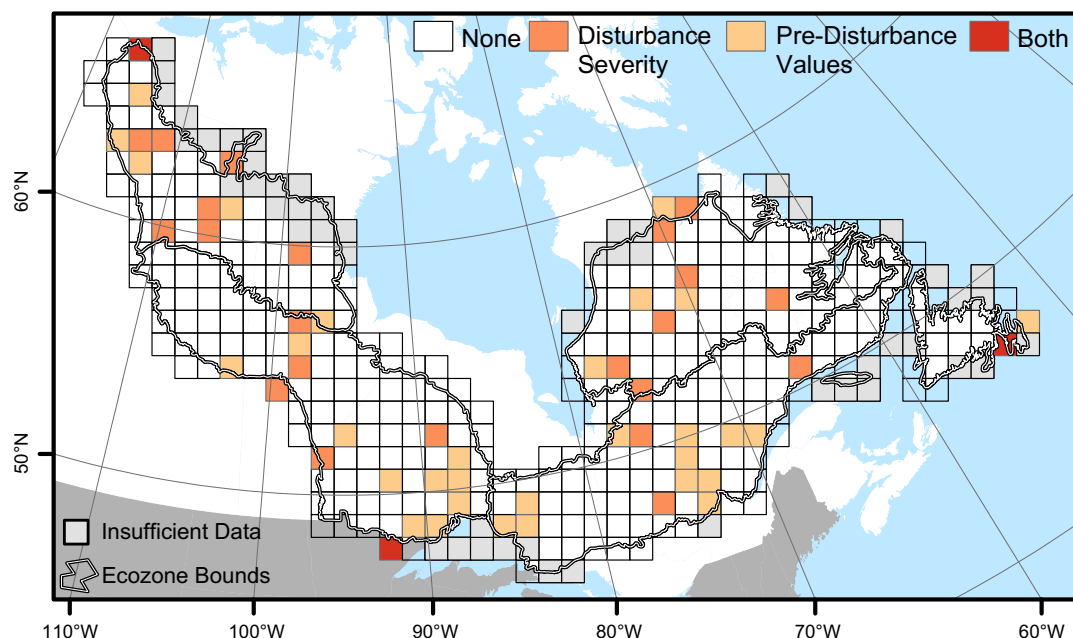 None
Disturbance
Severity
Pre-Disturbance
Values
Both
60°N
50°N
Insufficient Data
Ecozone Bounds
110°W
100°W
90°W
80°W
70°W
60°W